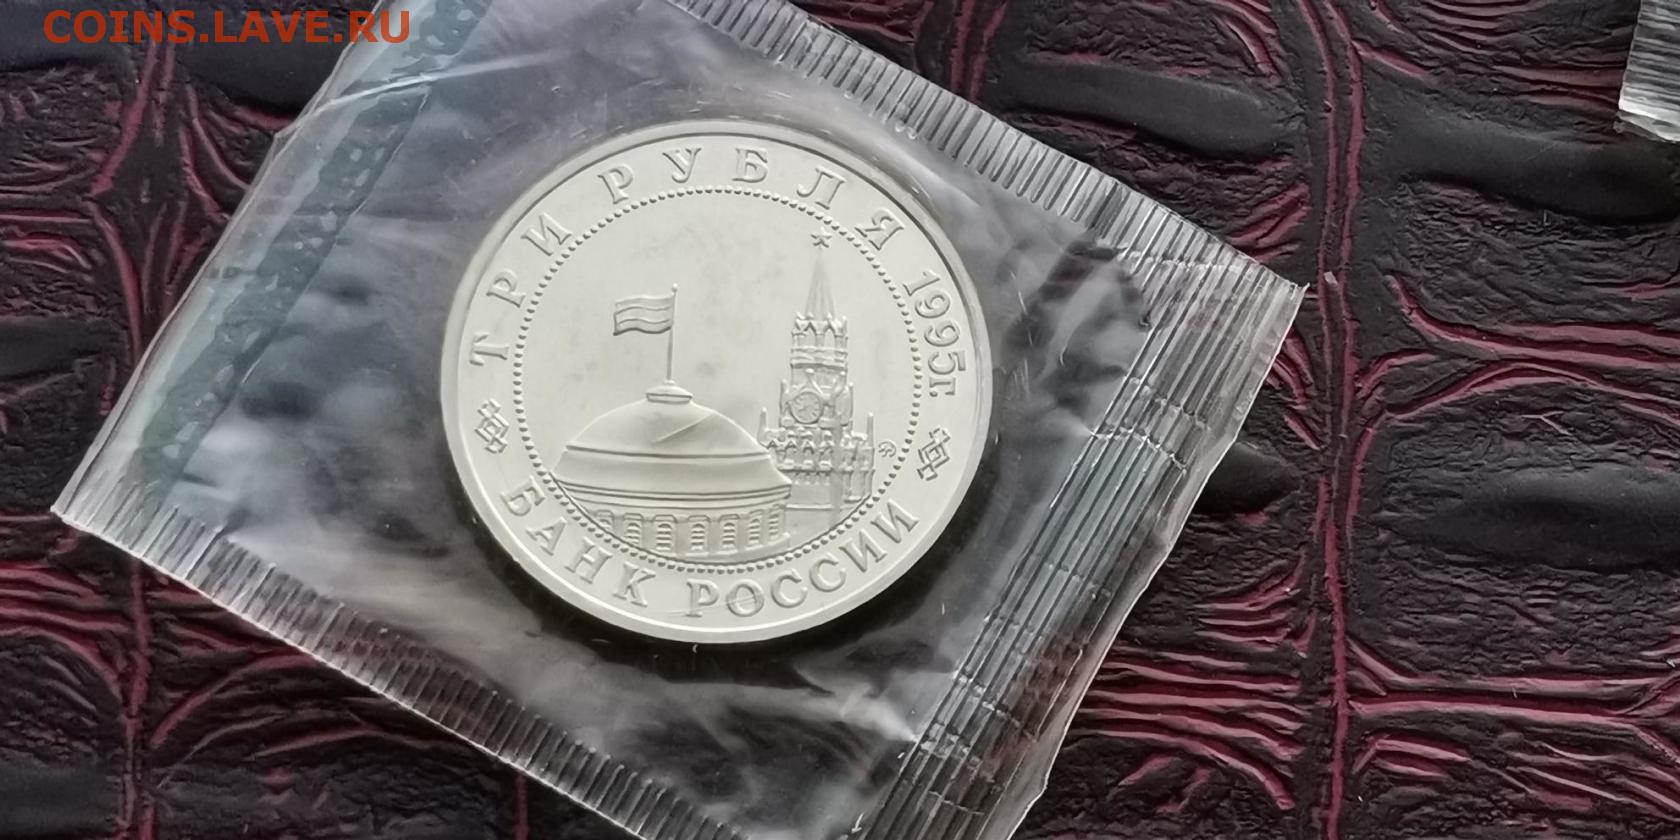 COINS.LAVE.RU
ТРИ РУБЛЯ 1995г.
БАНК РОССИИ